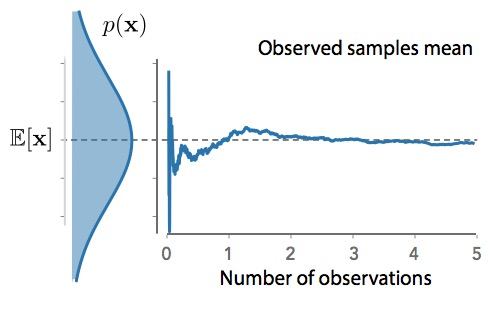 p(x)
Observed samples mean
𝔼[x]
0 1 2 3 4 5
Number of observations